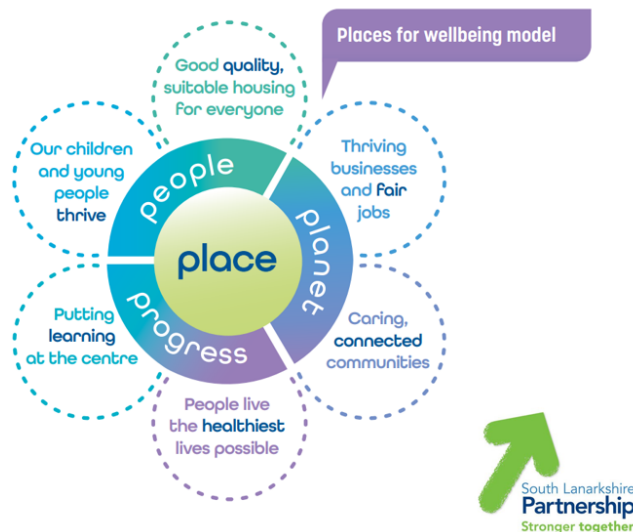 Places for wellbeing model
Good quality,
suitable housing
for everyone
Our children
and young
people
thrive
Thriving
businesses
and fair
jobs
people
planet
place
progress
Putting
learning
at the centre
Caring,
connected
communities
People live
the healthiest
lives possible
South Lanarkshire
Partnership
Stronger together